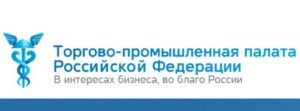 Торгово-промышленная палата
Российской Федерации
В интересах бизнеса, во благо России